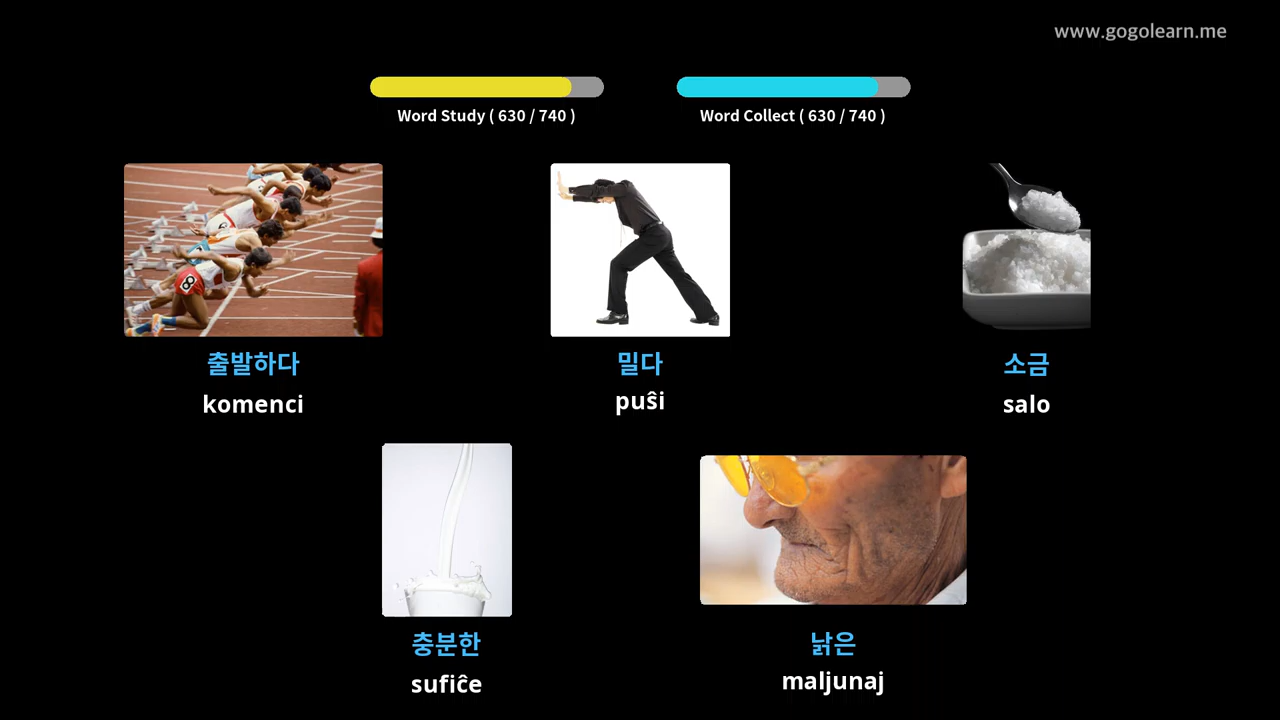 www.gogolearn.me
Word Study ( 630 / 740 )
Word Collect ( 630 / 740 )
8
출발하다
komenci
밀다
puŝi
소금
salo
충분한
sufiĉe
낡은
maljunaj